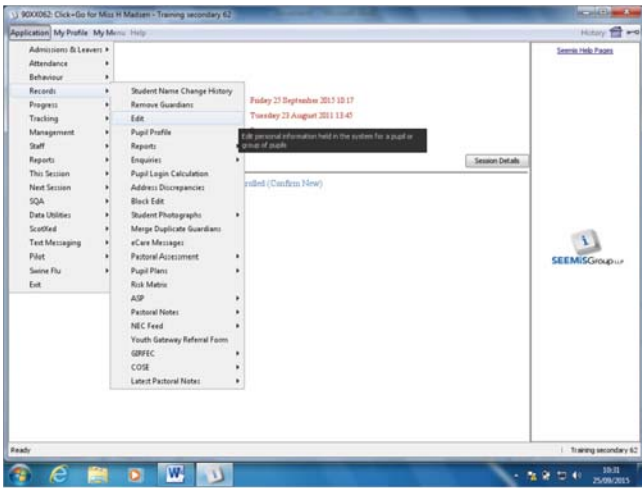 90XX062: Click+Go for Miss H Madsen - Training secondary 62
Application My Profile My Menu Help
History
Admissions & Leavers
Attendance
Behaviour
Records
Progress
Tracking
Management
Staff
Reports
This Session
Next Session
SQA
Data Utilities
ScotXed
Text Messaging
Pilot
Swine Flu
Exit
Student Name Change History
Remove Guardians
Edit
Pupil Profile
Reports
Enquiries
Pupil Login Calculation
Address Discrepancies
Block Edit
Student Photographs
Merge Duplicate Guardians
eCare Messages
Pastoral Assessment
Pupil Plans
Risk Matrix
ASP
Pastoral Notes
NEC Feed
Youth Gateway Referral Form
GIRFEC
COSE
Latest Pastoral Notes
Friday 25 September 2015 10:17
Tuesday 23 August 2011 13:45
Edit personal information held in the system for a pupil or
group of pupils
Session Details
rolled (Confirm New)
Seemis Help Pages
SEEMiSGroup LLP
Ready
Training secondary 62
W
10:31
25/09/2015